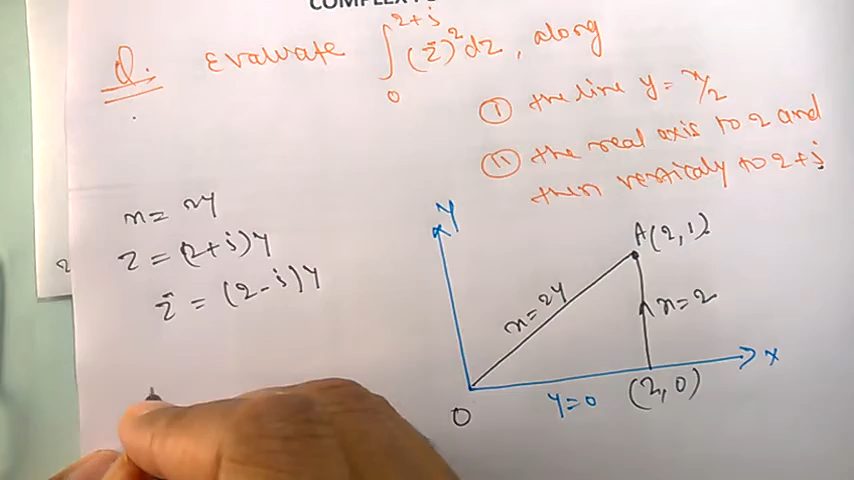 COMPLEX
Q. Evaluate ∫₀^{2+i} (z̄)² dz, along
(I) the line y = x/2
(II) the real axis to 2 and
then vertically to 2+i
x = 2y
z = (2+i)y
z̄ = (2-i)y
Y
A(2,1)
x=2y
x=2
X
O
y=0
(2,0)